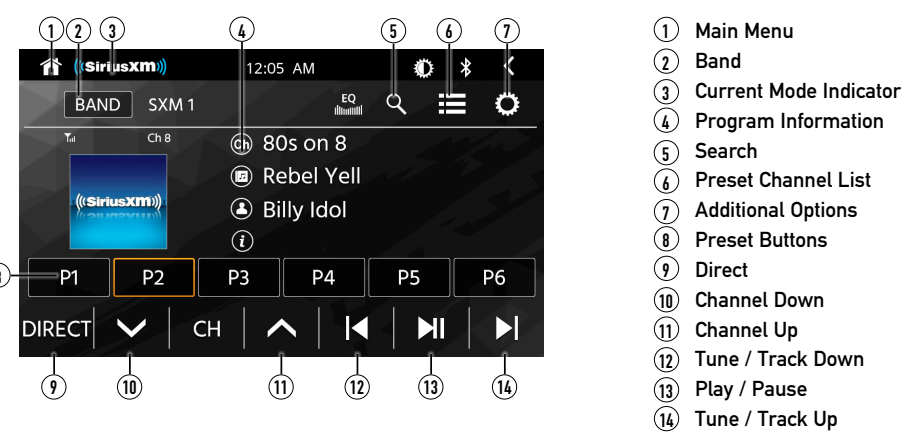 1 2 3 4 5 6 7
((SiriusXM)) 12:05 AM
BAND SXM 1 EQ
Ch 8
Ch 80s on 8
Rebel Yell
((SiriusXM))
Billy Idol
i
P1 P2 P3 P4 P5 P6
DIRECT CH
9 10 11 12 13 14
1 Main Menu
2 Band
3 Current Mode Indicator
4 Program Information
5 Search
6 Preset Channel List
7 Additional Options
8 Preset Buttons
9 Direct
10 Channel Down
11 Channel Up
12 Tune / Track Down
13 Play / Pause
14 Tune / Track Up